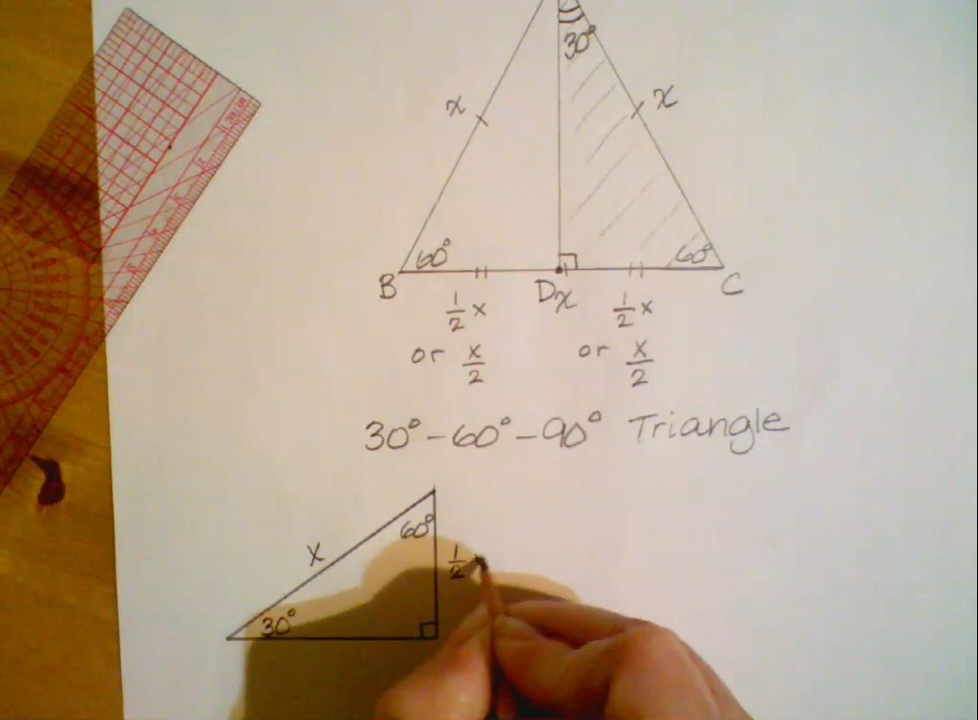 30°
x x
60° 60°
B D x C
1/2 x 1/2 x
or x/2 or x/2
30°-60°-90° Triangle
60°
x 1/2
30°